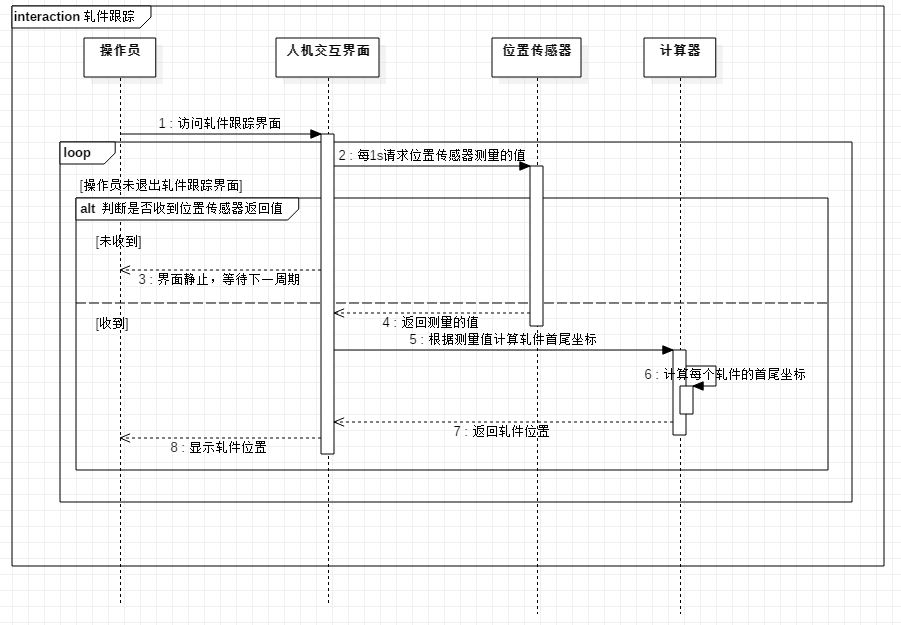 interaction 轧件跟踪
操作员
人机交互界面
位置传感器
计算器
1 : 访问轧件跟踪界面
loop
2 : 每1s请求位置传感器测量的值
[操作员未退出轧件跟踪界面]
alt 判断是否收到位置传感器返回值
[未收到]
3 : 界面静止，等待下一周期
[收到]
4 : 返回测量的值
5 : 根据测量值计算轧件首尾坐标
6 : 计算每个轧件的首尾坐标
7 : 返回轧件位置
8 : 显示轧件位置